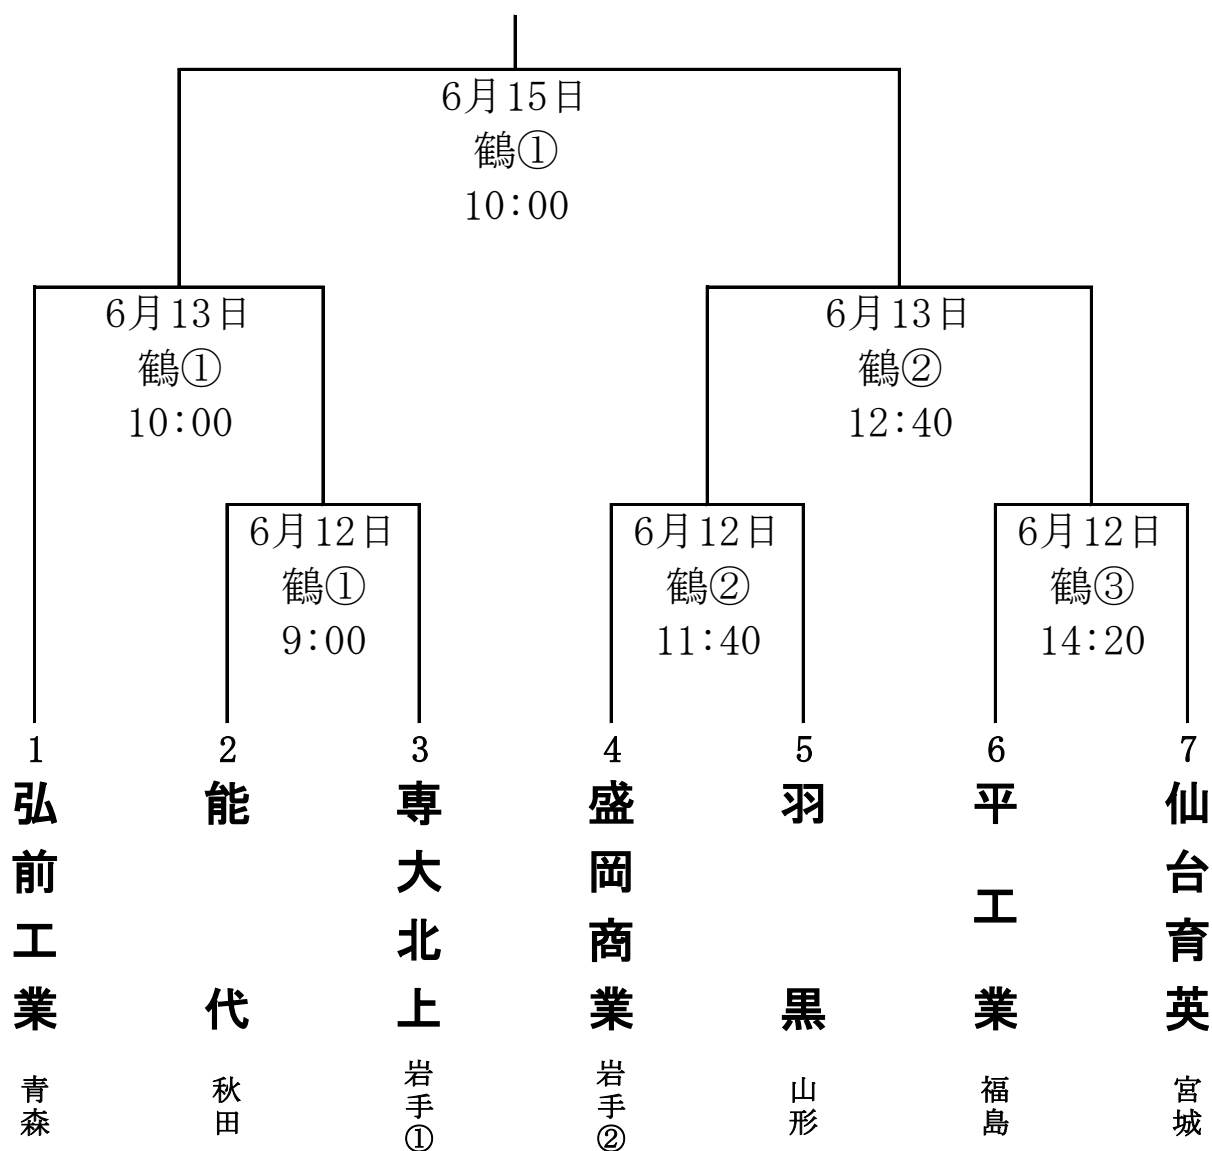 6月15日
鶴①
10:00
6月13日
鶴①
10:00
6月13日
鶴②
12:40
6月12日
鶴①
9:00
6月12日
鶴②
11:40
6月12日
鶴③
14:20
1
弘前工業
青森
2
能代
秋田
3
専大北上
岩手①
4
盛岡商業
岩手②
5
羽黒
山形
6
平工業
福島
7
仙台育英
宮城